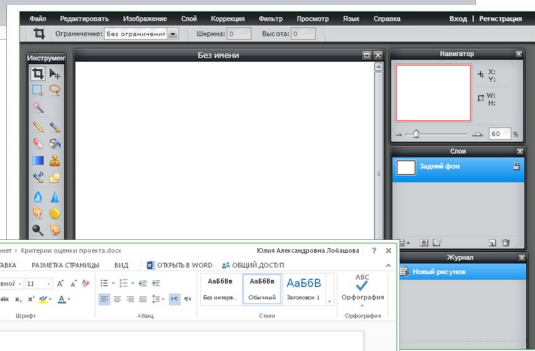 Файл Редактировать Изображение Слой Коррекция Фильтр Просмотр Язык Справка Вход | Регистрация
Ограничение: Без ограничения Ширина: 0 Высота: 0
Инструмент
Без имени
Навигатор
X:
Y:
W:
H:
60 %
Слои
Задний фон
Журнал
Новый рисунок
Критерии оценки проекта.docx Юлия Александровна Лобашова ? ×
РАЗМЕТКА СТРАНИЦЫ ВИД ОТКРЫТЬ В WORD ОБЩИЙ ДОСТУП
11
АаБбВв АаБбВв АаБбВ ABC
Без интерв... Обычный Заголовок 1 Орфография
Шрифт Абзац Стили Орфография